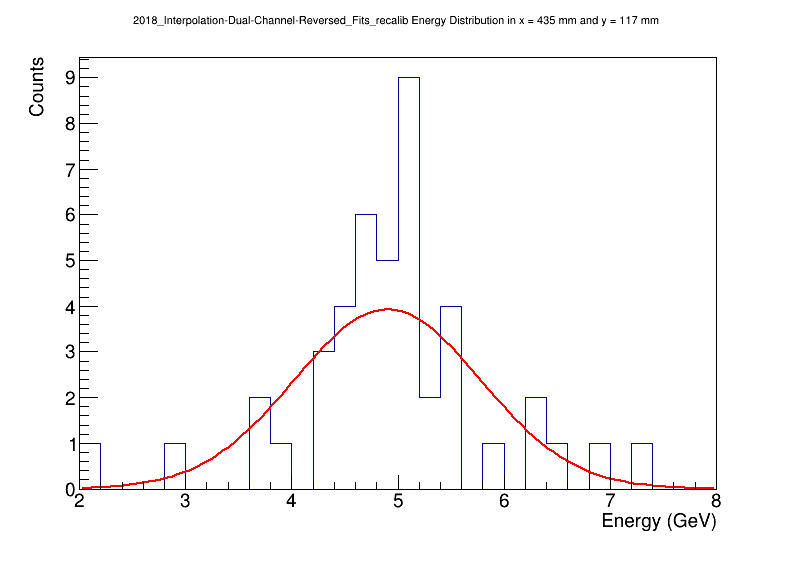 2018_Interpolation-Dual-Channel-Reversed_Fits_recalib Energy Distribution in x = 435 mm and y = 117 mm
Counts
9
8
7
6
5
4
3
2
1
0
2 3 4 5 6 7 8
Energy (GeV)